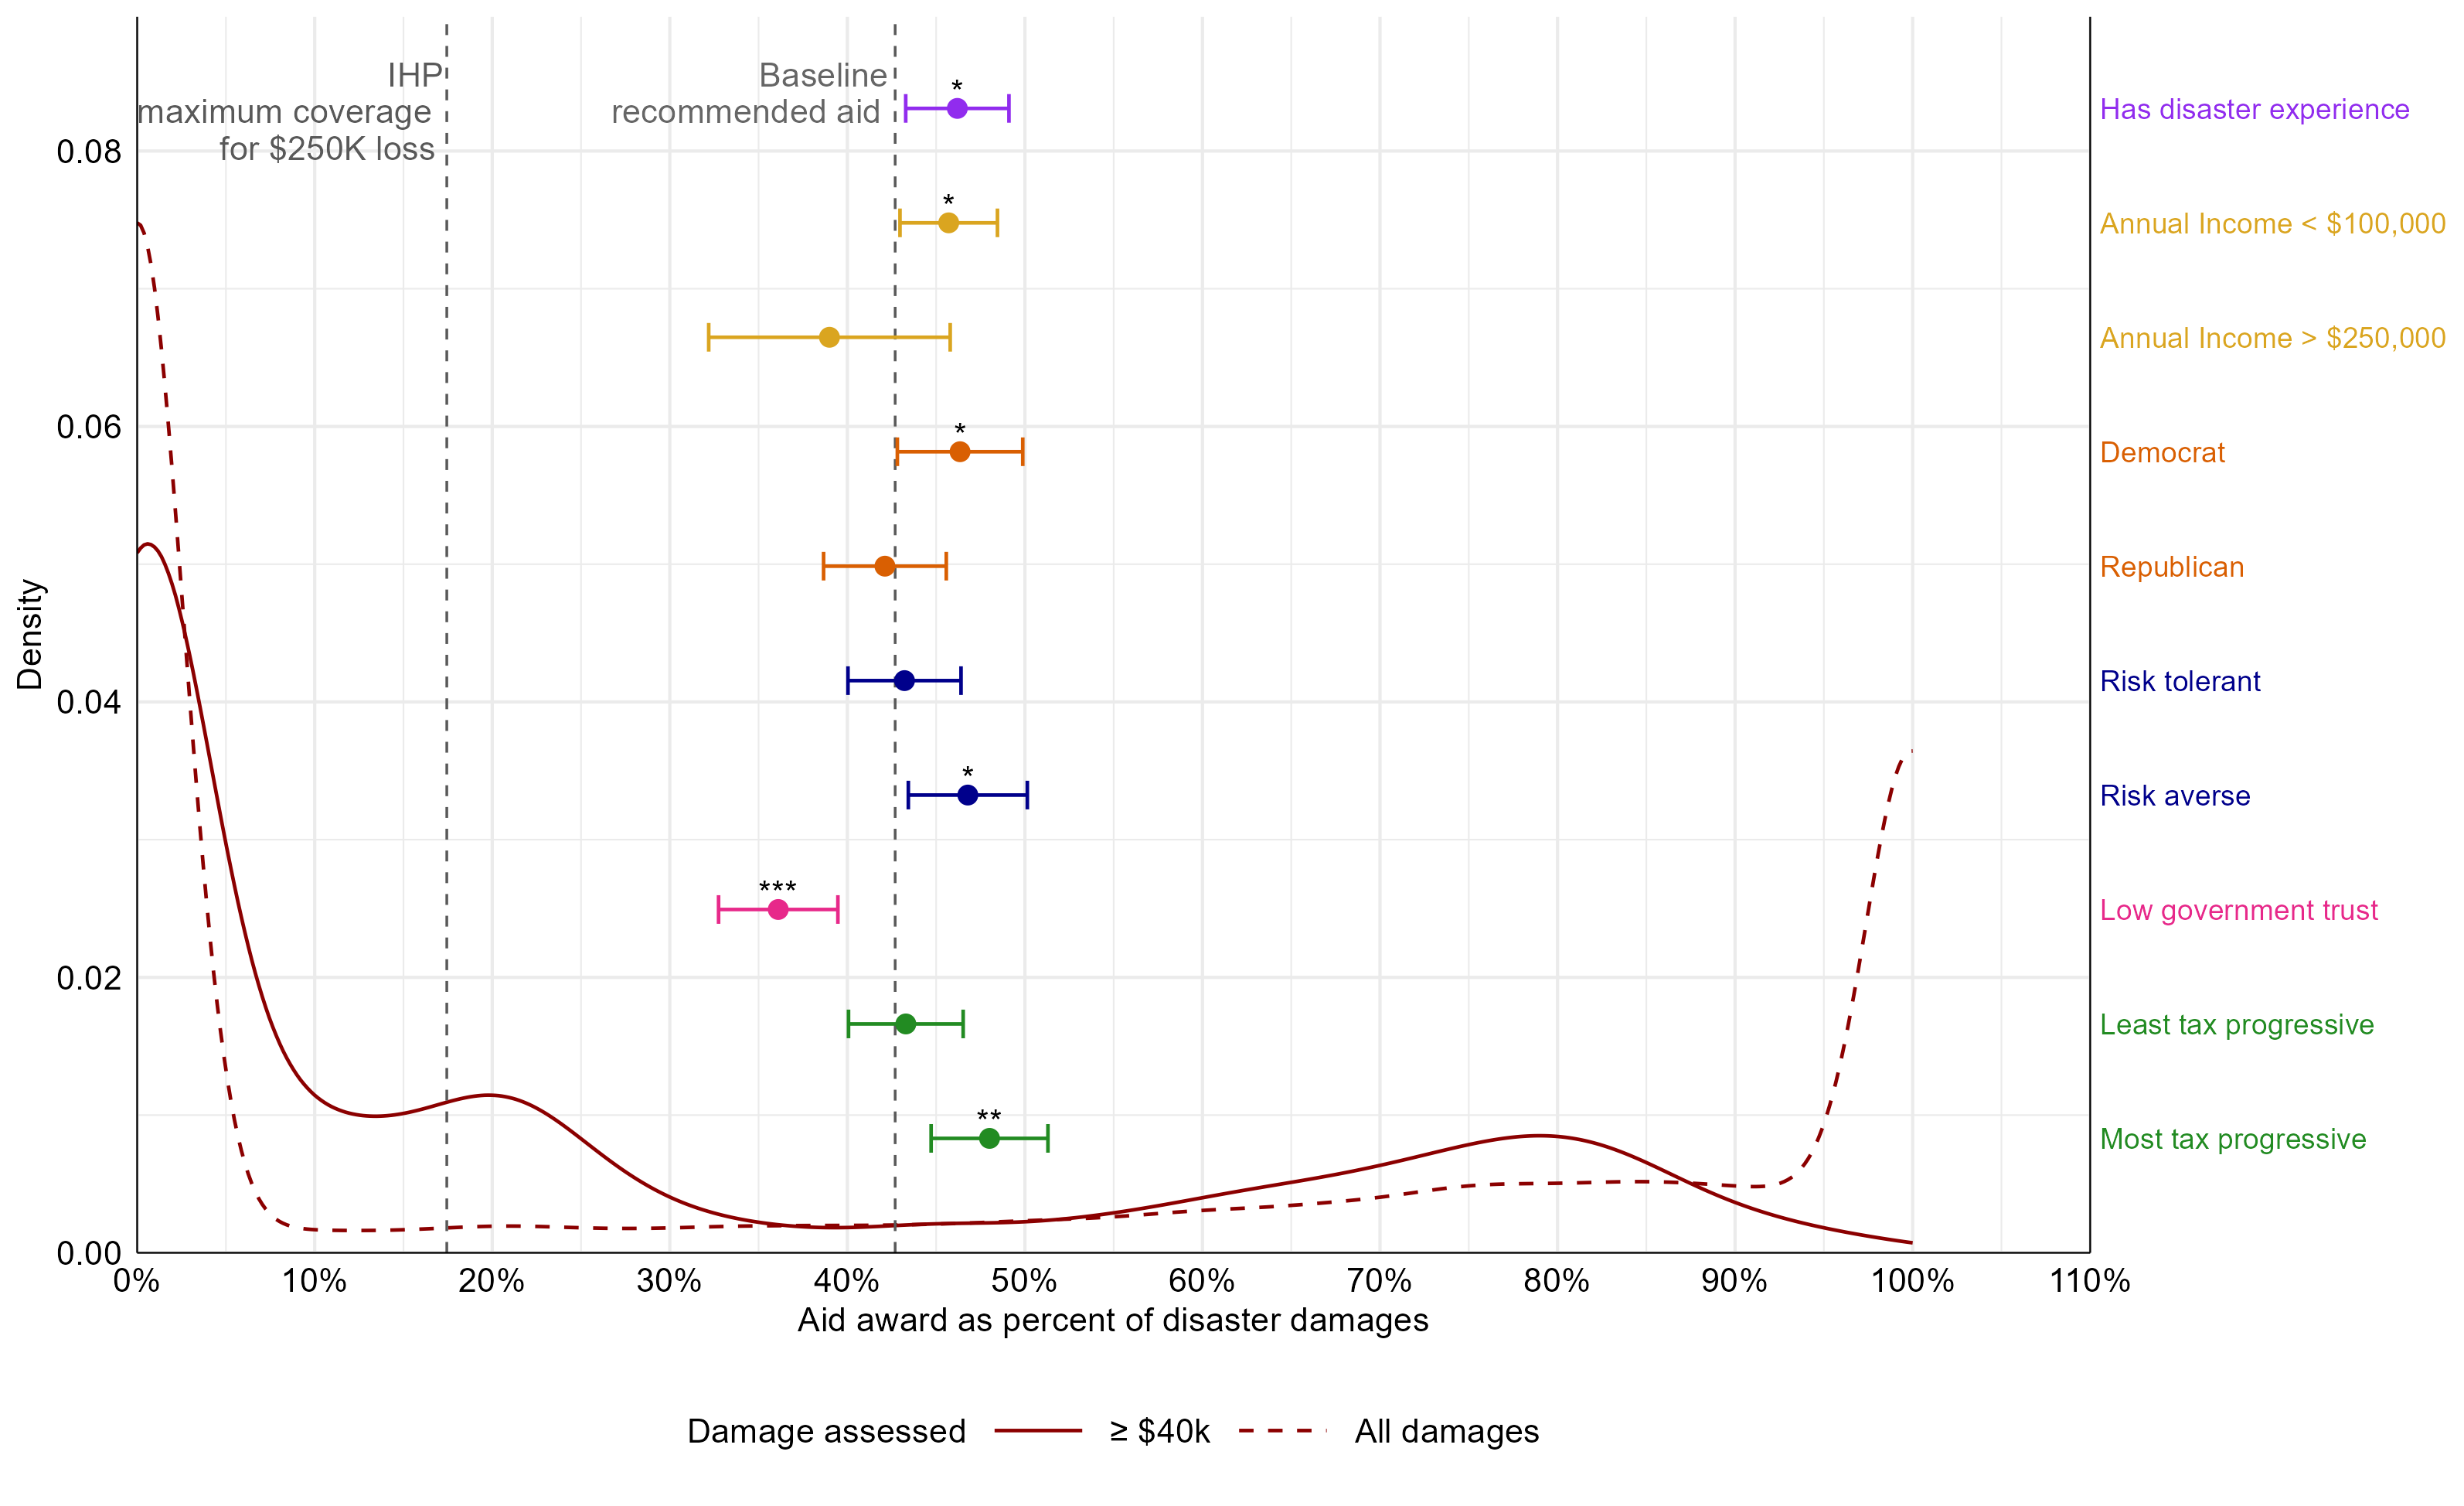 IHP
maximum coverage
for $250K loss
Baseline
recommended aid
*
Has disaster experience
*
Annual Income < $100,000
Annual Income > $250,000
*
Democrat
Republican
Risk tolerant
*
Risk averse
***
Low government trust
Least tax progressive
**
Most tax progressive
Density
0.08
0.06
0.04
0.02
0.00
0% 10% 20% 30% 40% 50% 60% 70% 80% 90% 100% 110%
Aid award as percent of disaster damages
Damage assessed ≥ $40k All damages